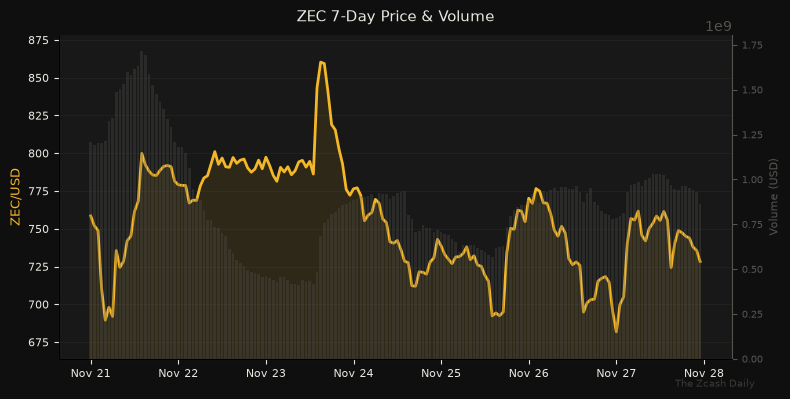 ZEC 7-Day Price & Volume
1e9
875
850
825
800
775
750
725
700
675
ZEC/USD
1.75
1.50
1.25
1.00
0.75
0.50
0.25
0.00
Volume (USD)
Nov 21
Nov 22
Nov 23
Nov 24
Nov 25
Nov 26
Nov 27
Nov 28
The Zcash Daily